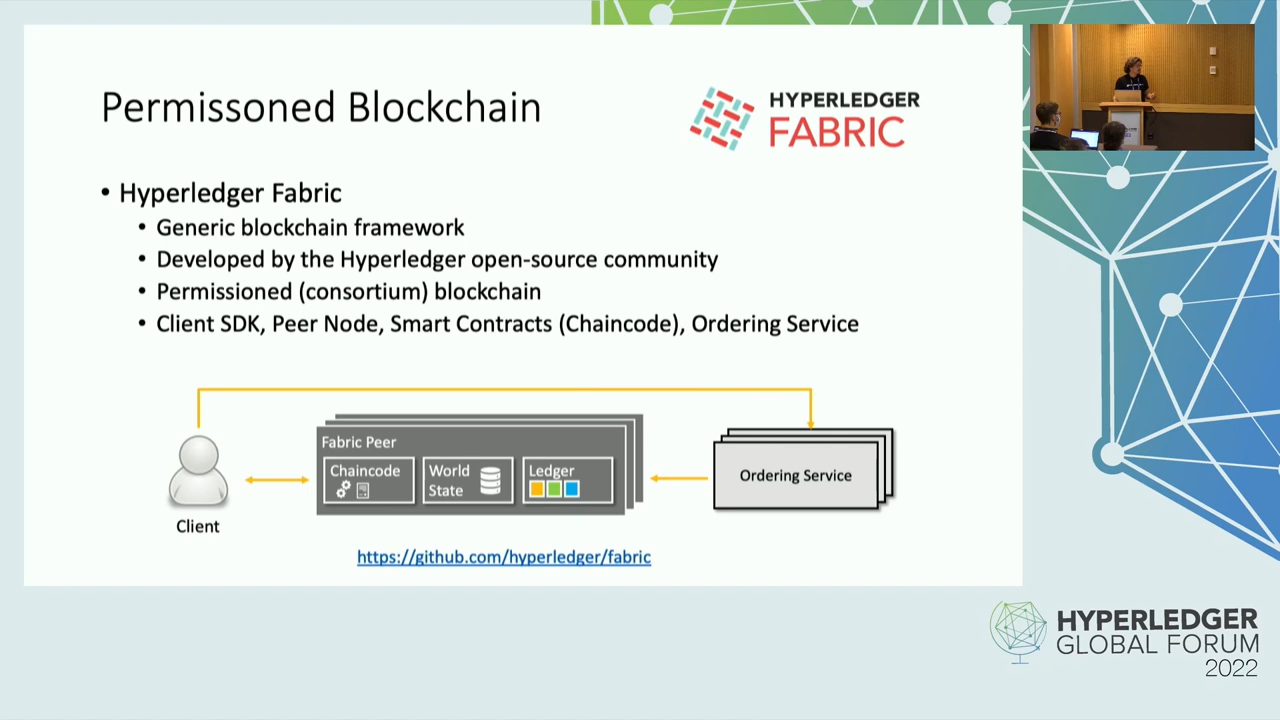 Permissoned Blockchain
HYPERLEDGER
FABRIC
• Hyperledger Fabric
• Generic blockchain framework
• Developed by the Hyperledger open-source community
• Permissioned (consortium) blockchain
• Client SDK, Peer Node, Smart Contracts (Chaincode), Ordering Service
Fabric Peer
Chaincode
World
State
Ledger
Ordering Service
Client
https://github.com/hyperledger/fabric
HYPERLEDGER
GLOBAL FORUM
2022